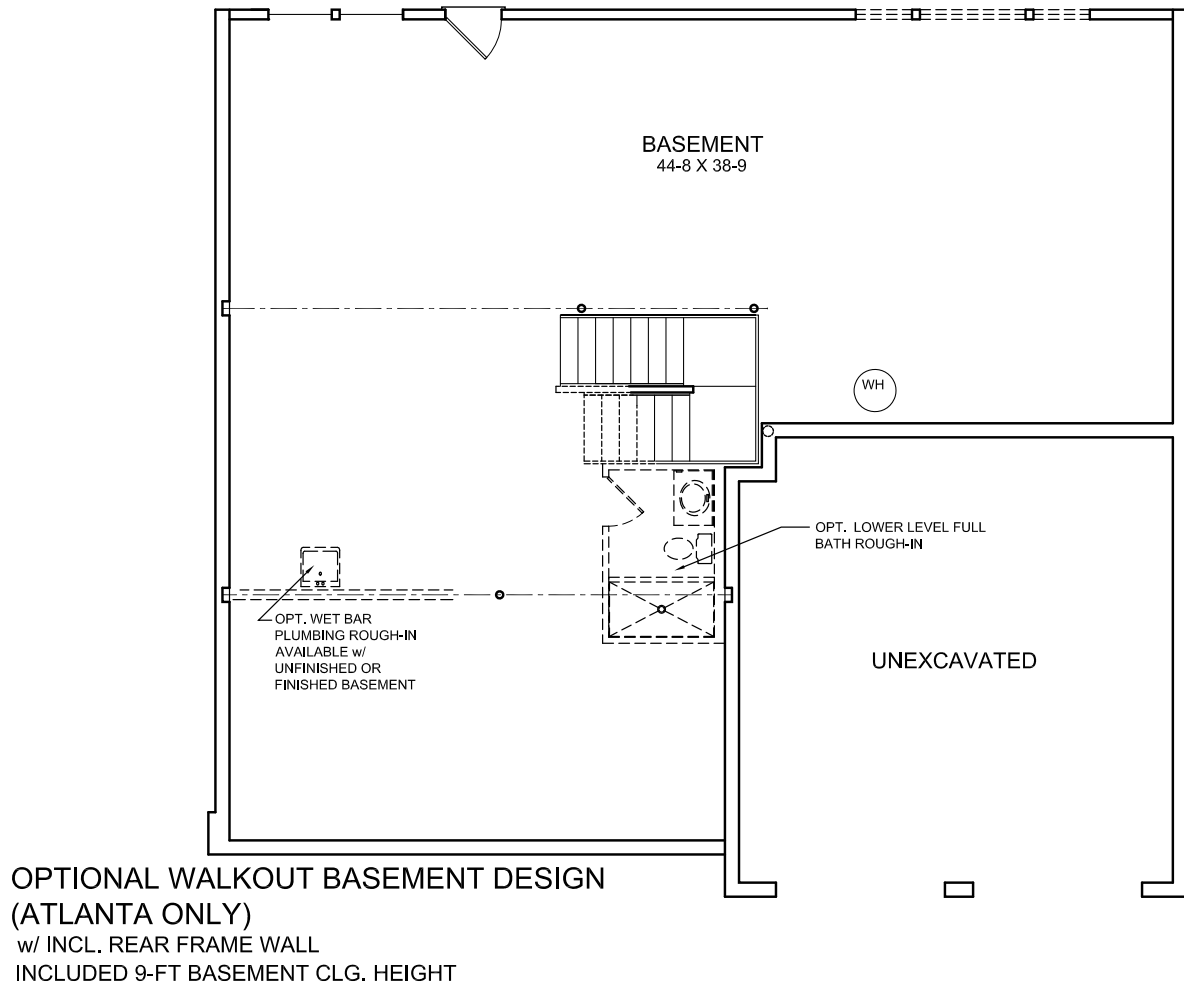 BASEMENT
44-8 X 38-9
WH
OPT. LOWER LEVEL FULL
BATH ROUGH-IN
OPT. WET BAR
PLUMBING ROUGH-IN
AVAILABLE w/
UNFINISHED OR
FINISHED BASEMENT
UNEXCAVATED
OPTIONAL WALKOUT BASEMENT DESIGN
(ATLANTA ONLY)
w/ INCL. REAR FRAME WALL
INCLUDED 9-FT BASEMENT CLG. HEIGHT